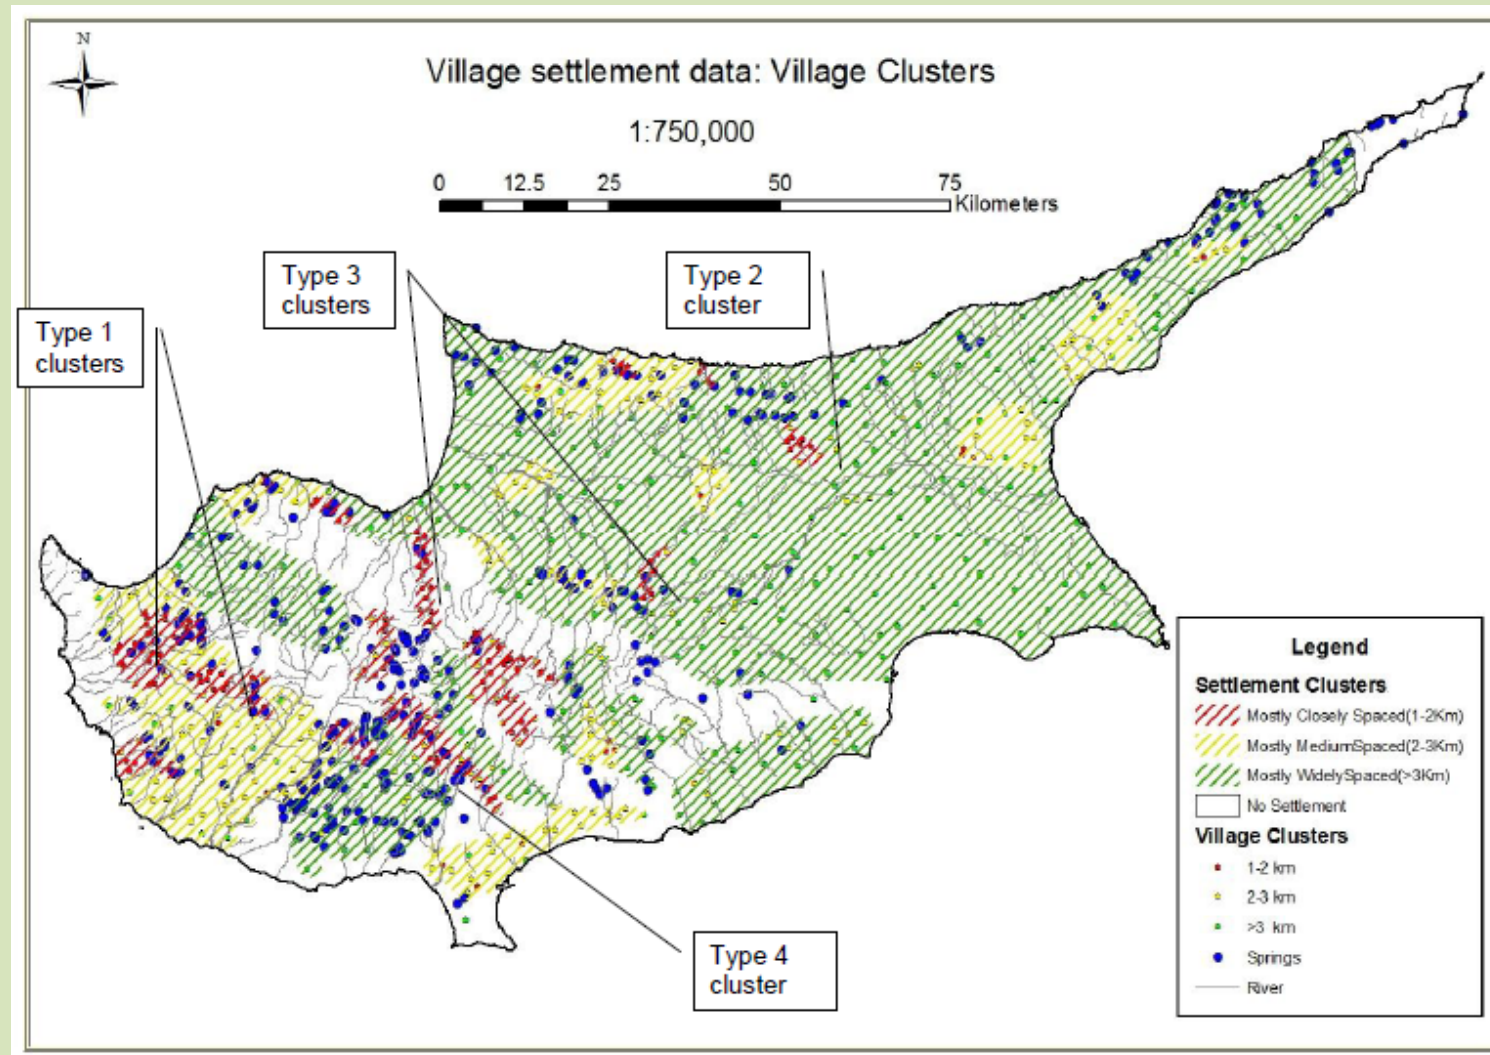 N
Village settlement data: Village Clusters
1:750,000
0 12.5 25 50 75
Kilometers
Type 3
clusters
Type 2
cluster
Type 1
clusters
Type 4
cluster
Legend
Settlement Clusters
Mostly Closely Spaced(1-2Km)
Mostly MediumSpaced(2-3Km)
Mostly WidelySpaced(>3Km)
No Settlement
Village Clusters
1-2 km
2-3 km
>3 km
Springs
River